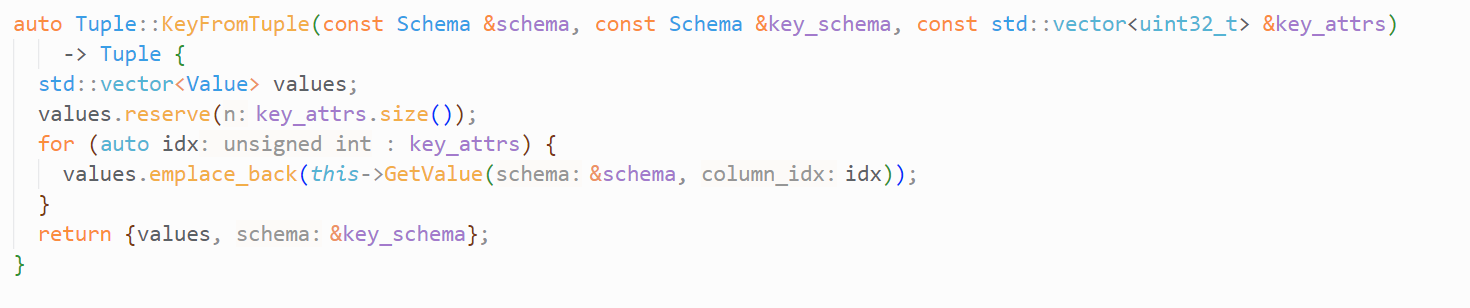 auto Tuple::KeyFromTuple(const Schema &schema, const Schema &key_schema, const std::vector<uint32_t> &key_attrs)
    -> Tuple {
  std::vector<Value> values;
  values.reserve(n: key_attrs.size());
  for (auto idx: unsigned int : key_attrs) {
    values.emplace_back(this->GetValue(schema: &schema, column_idx: idx));
  }
  return {values, schema: &key_schema};
}